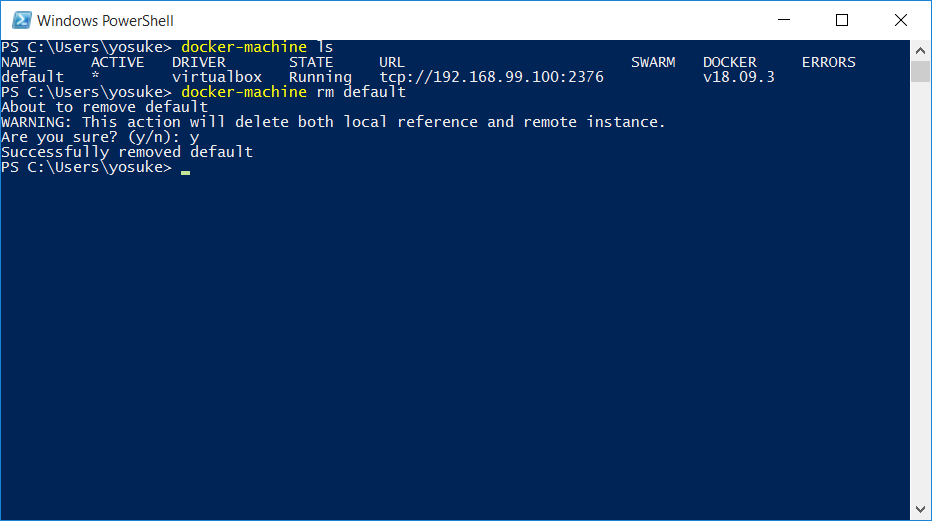 Windows PowerShell
PS C:\Users\yosuke> docker-machine ls
NAME      ACTIVE   DRIVER       STATE     URL                         SWARM   DOCKER     ERRORS
default   *        virtualbox   Running   tcp://192.168.99.100:2376           v18.09.3
PS C:\Users\yosuke> docker-machine rm default
About to remove default
WARNING: This action will delete both local reference and remote instance.
Are you sure? (y/n): y
Successfully removed default
PS C:\Users\yosuke>